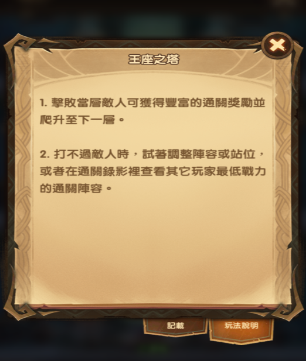 王座之塔
1. 擊敗當層敵人可獲得豐富的通關獎勵並
爬升至下一層。
2. 打不過敵人時，試著調整陣容或站位，
或者在通關錄影裡查看其它玩家最低戰力
的通關陣容。
記載
玩法說明